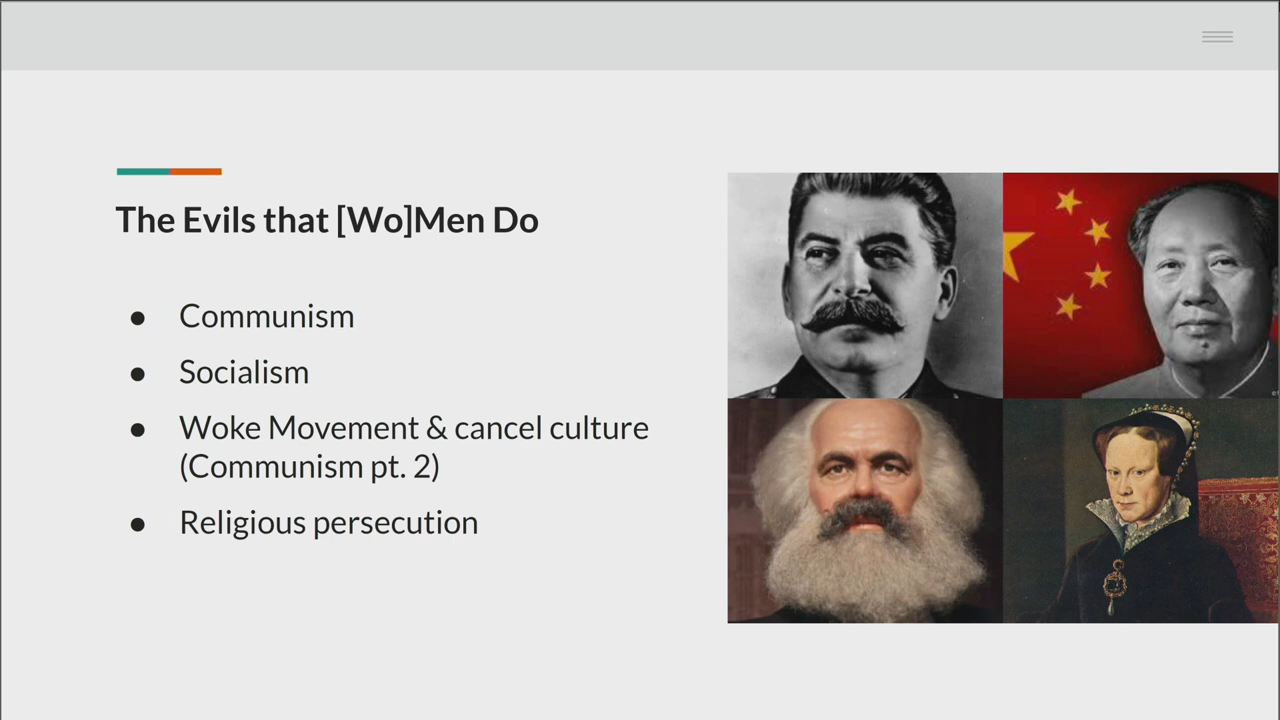 The Evils that [Wo]Men Do
● Communism
● Socialism
● Woke Movement & cancel culture
(Communism pt. 2)
● Religious persecution